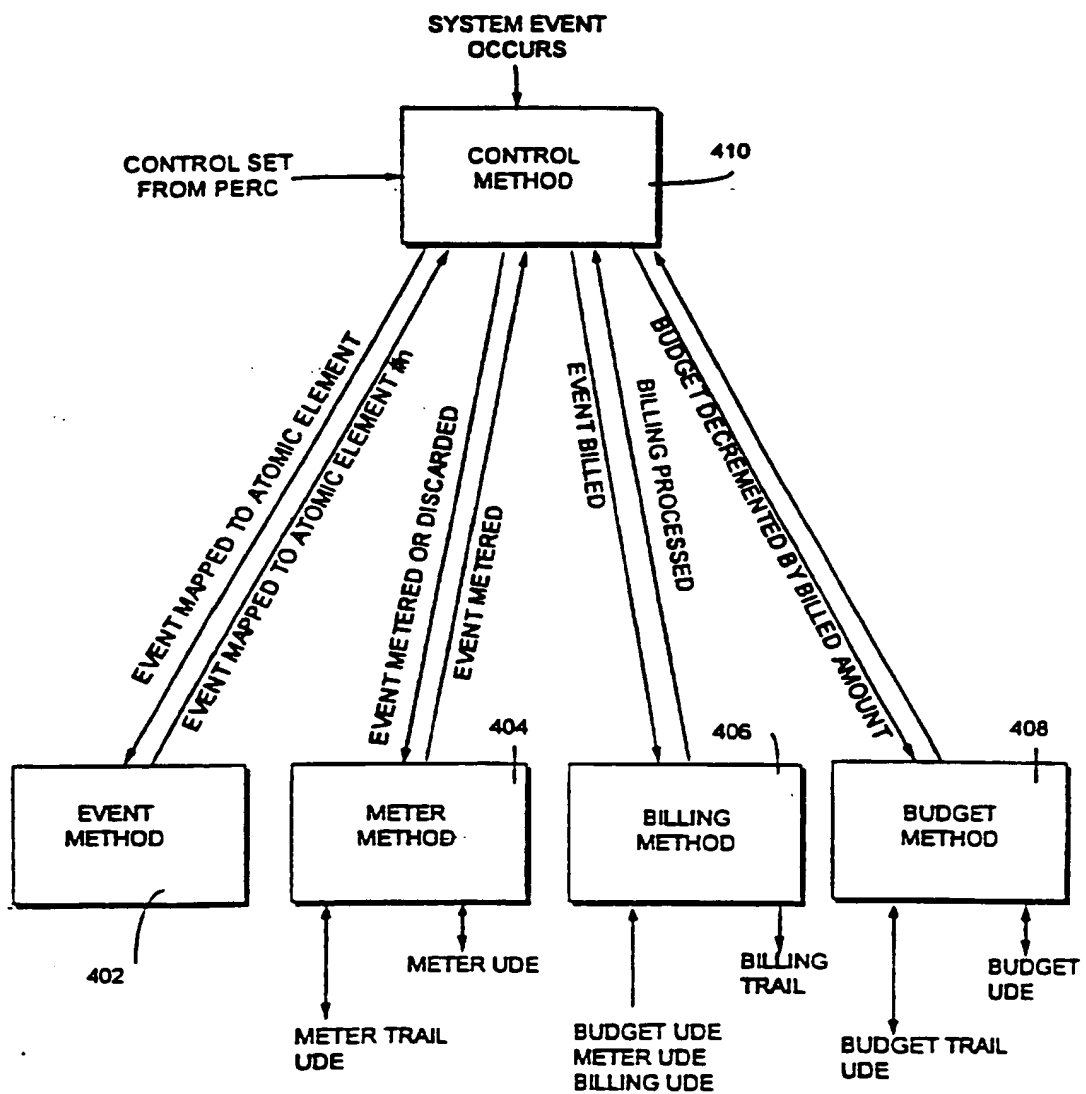 SYSTEM EVENT
OCCURS
CONTROL SET
FROM PERC
CONTROL
METHOD
410
EVENT MAPPED TO ATOMIC ELEMENT
EVENT MAPPED TO ATOMIC ELEMENT #n
EVENT METERED OR DISCARDED
EVENT METERED
EVENT BILLED
BILLING PROCESSED
BUDGET DECREMENTED BY BILLED AMOUNT
EVENT
METHOD
402
METER
METHOD
404
BILLING
METHOD
406
BUDGET
METHOD
408
METER UDE
METER TRAIL
UDE
BUDGET UDE
METER UDE
BILLING UDE
BILLING
TRAIL
BUDGET TRAIL
UDE
BUDGET
UDE